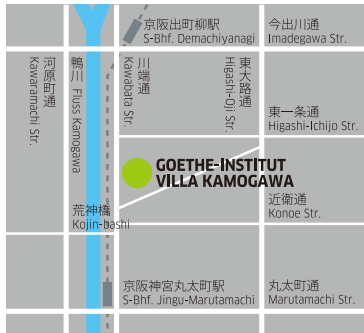 京阪出町柳駅
S-Bhf. Demachiyanagi
今出川通
Imadegawa Str.
河原町通
Kawaramachi Str.
鴨川 Fluss Kamogawa
川端通
Kawabata Str.
東大路通
Higashi-Oji Str.
東一条通
Higashi-Ichijo Str.
GOETHE-INSTITUT
VILLA KAMOGAWA
荒神橋
Kojin-bashi
近衛通
Konoe Str.
京阪神宮丸太町駅
S-Bhf. Jingu-Marutamachi
丸太町通
Marutamachi Str.